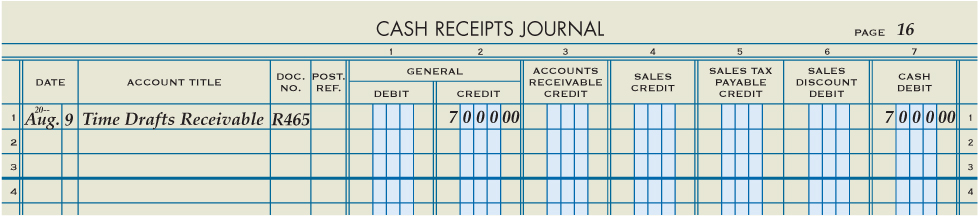 CASH RECEIPTS JOURNAL PAGE 16
1 2 3 4 5 6 7
DATE ACCOUNT TITLE DOC. NO. POST. REF. GENERAL DEBIT CREDIT ACCOUNTS RECEIVABLE CREDIT SALES CREDIT SALES TAX PAYABLE CREDIT SALES DISCOUNT DEBIT CASH DEBIT
20--
1 Aug. 9 Time Drafts Receivable R465 7 0 0 0 00 7 0 0 0 00 1
2 2
3 3
4 4